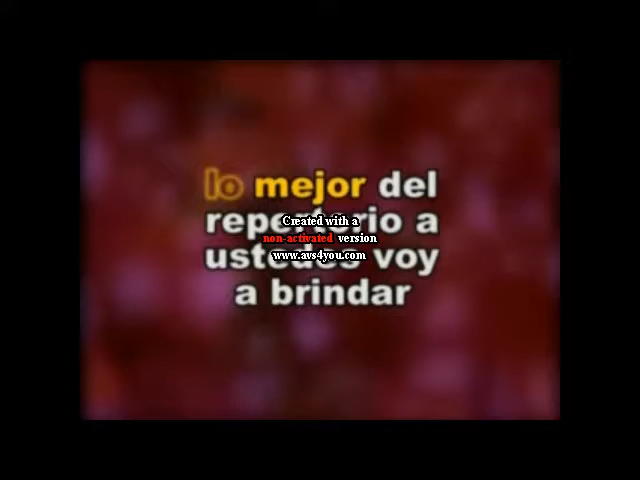 lo mejor del
repertorio a
ustedes voy
a brindar
Created with a
non-activated version
www.avs4you.com